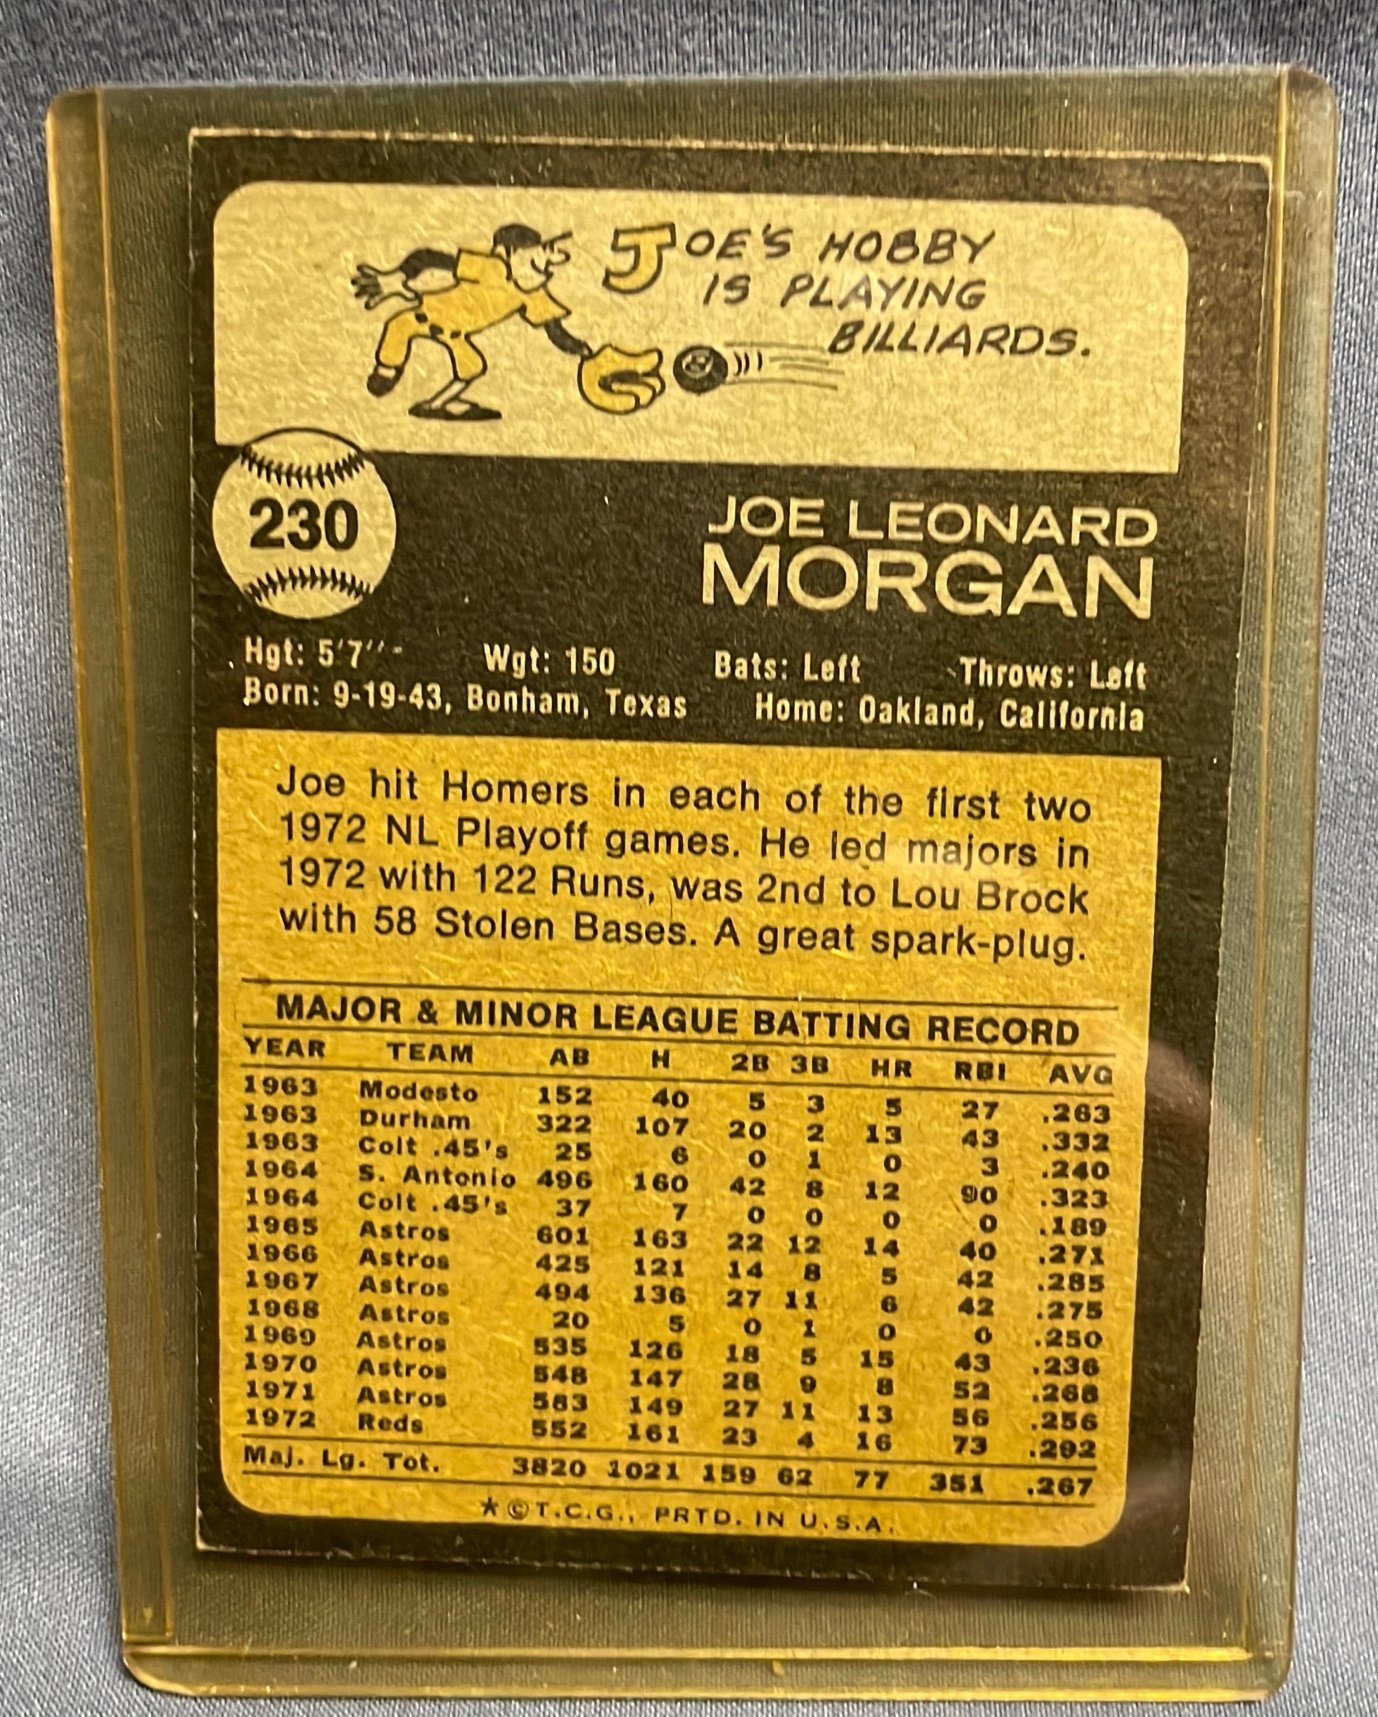 JOE'S HOBBY
IS PLAYING
BILLIARDS.
8
230
JOE LEONARD
MORGAN
Hgt: 5'7" Wgt: 150 Bats: Left Throws: Left
Born: 9-19-43, Bonham, Texas Home: Oakland, California
Joe hit Homers in each of the first two
1972 NL Playoff games. He led majors in
1972 with 122 Runs, was 2nd to Lou Brock
with 58 Stolen Bases. A great spark-plug.
MAJOR & MINOR LEAGUE BATTING RECORD
YEAR TEAM AB H 2B 3B HR RBI AVG
1963 Modesto 152 40 5 3 5 27 .263
1963 Durham 322 107 20 2 13 43 .332
1963 Colt .45's 25 6 0 1 0 3 .240
1964 S. Antonio 496 160 42 8 12 90 .323
1964 Colt .45's 37 7 0 0 0 0 .189
1965 Astros 601 163 22 12 14 40 .271
1966 Astros 425 121 14 8 5 42 .285
1967 Astros 494 136 27 11 6 42 .275
1968 Astros 20 5 0 1 0 0 .250
1969 Astros 535 126 18 5 15 43 .236
1970 Astros 548 147 28 9 8 52 .268
1971 Astros 583 149 27 11 13 56 .256
1972 Reds 552 161 23 4 16 73 .292
Maj. Lg. Tot. 3820 1021 159 62 77 351 .267
★ © T.C.G., PRTD. IN U.S.A.